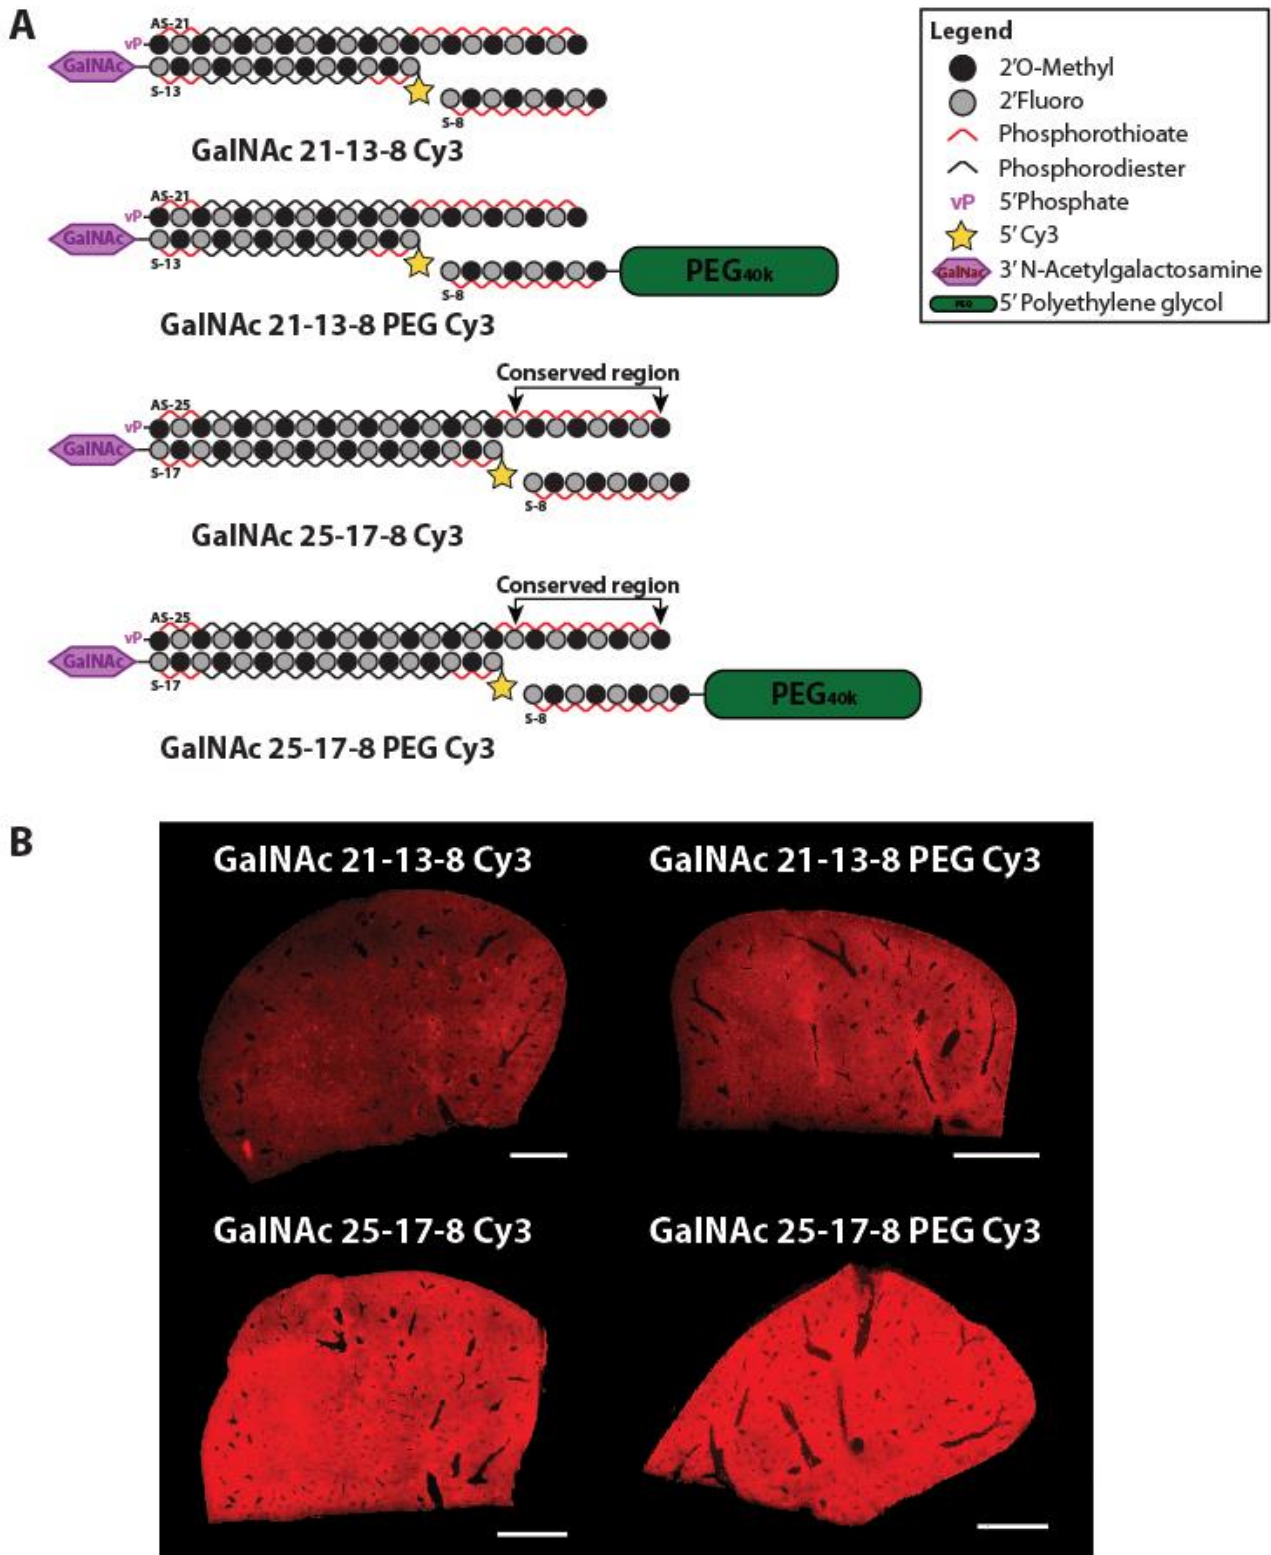 A
AS-21
vP
GalNAc
S-13
S-8
GalNAc 21-13-8 Cy3
AS-21
vP
GalNAc
S-13
PEG40k
S-8
GalNAc 21-13-8 PEG Cy3
Conserved region
AS-25
vP
GalNAc
S-17
S-8
GalNAc 25-17-8 Cy3
Conserved region
AS-25
vP
GalNAc
S-17
PEG40k
S-8
GalNAc 25-17-8 PEG Cy3
Legend
2'O-Methyl
2'Fluoro
Phosphorothioate
Phosphorodiester
vP 5'Phosphate
5'Cy3
GalNac 3'N-Acetylgalactosamine
PEG 5'Polyethylene glycol
B
GalNAc 21-13-8 Cy3 GalNAc 21-13-8 PEG Cy3
GalNAc 25-17-8 Cy3 GalNAc 25-17-8 PEG Cy3